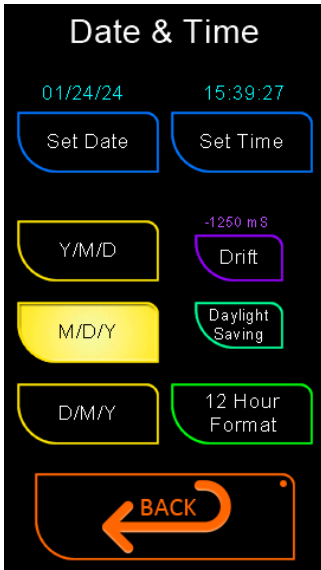 Date & Time
01/24/24 15:39:27
Set Date Set Time
-1250 mS
Y/M/D Drift
M/D/Y Daylight
Saving
D/M/Y 12 Hour
Format
BACK